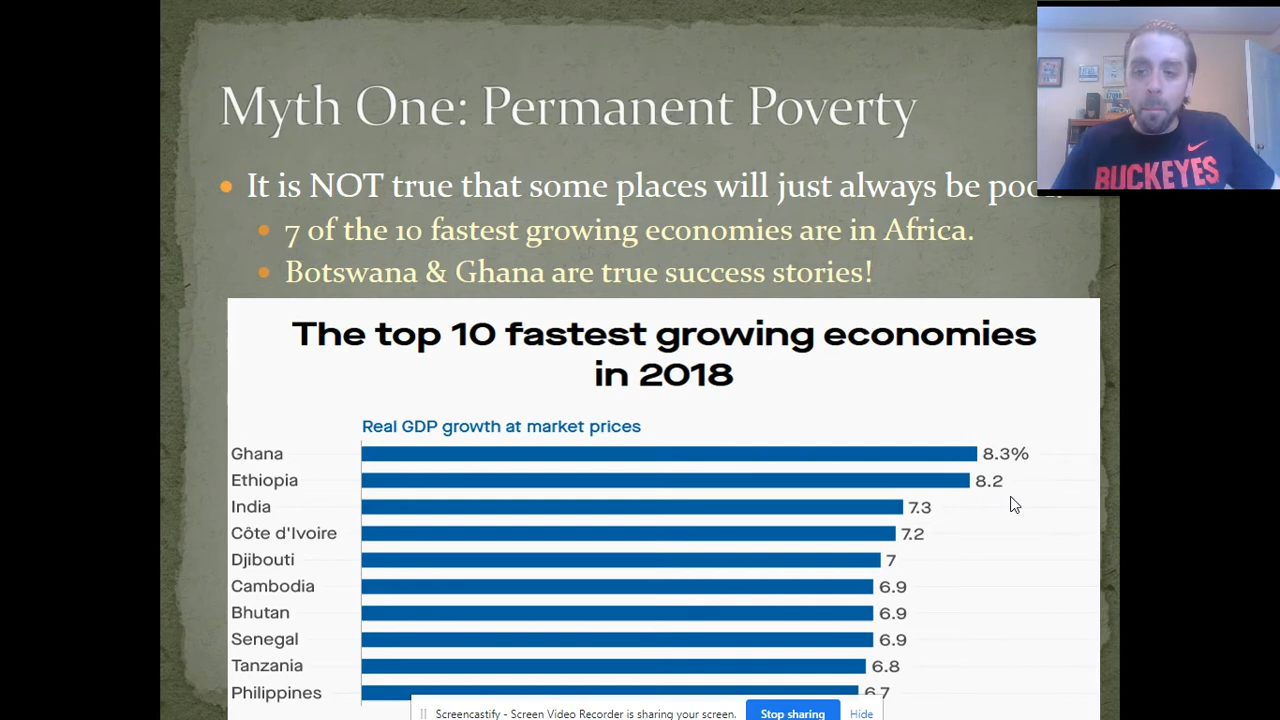 Myth One: Permanent Poverty
It is NOT true that some places will just always be poor.
7 of the 10 fastest growing economies are in Africa.
Botswana & Ghana are true success stories!
BUCKEYES
The top 10 fastest growing economies
in 2018
Real GDP growth at market prices
Ghana 8.3%
Ethiopia 8.2
India 7.3
Côte d'Ivoire 7.2
Djibouti 7
Cambodia 6.9
Bhutan 6.9
Senegal 6.9
Tanzania 6.8
Philippines 6.7
Screencastify - Screen Video Recorder is sharing your screen. Stop sharing Hide